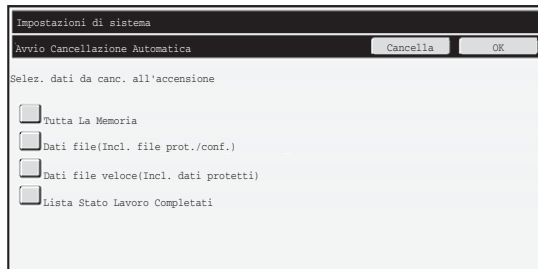 Impostazioni di sistema
Avvio Cancellazione Automatica Cancella OK
Selez. dati da canc. all'accensione
Tutta La Memoria
Dati file(Incl. file prot./conf.)
Dati file veloce(Incl. dati protetti)
Lista Stato Lavoro Completati